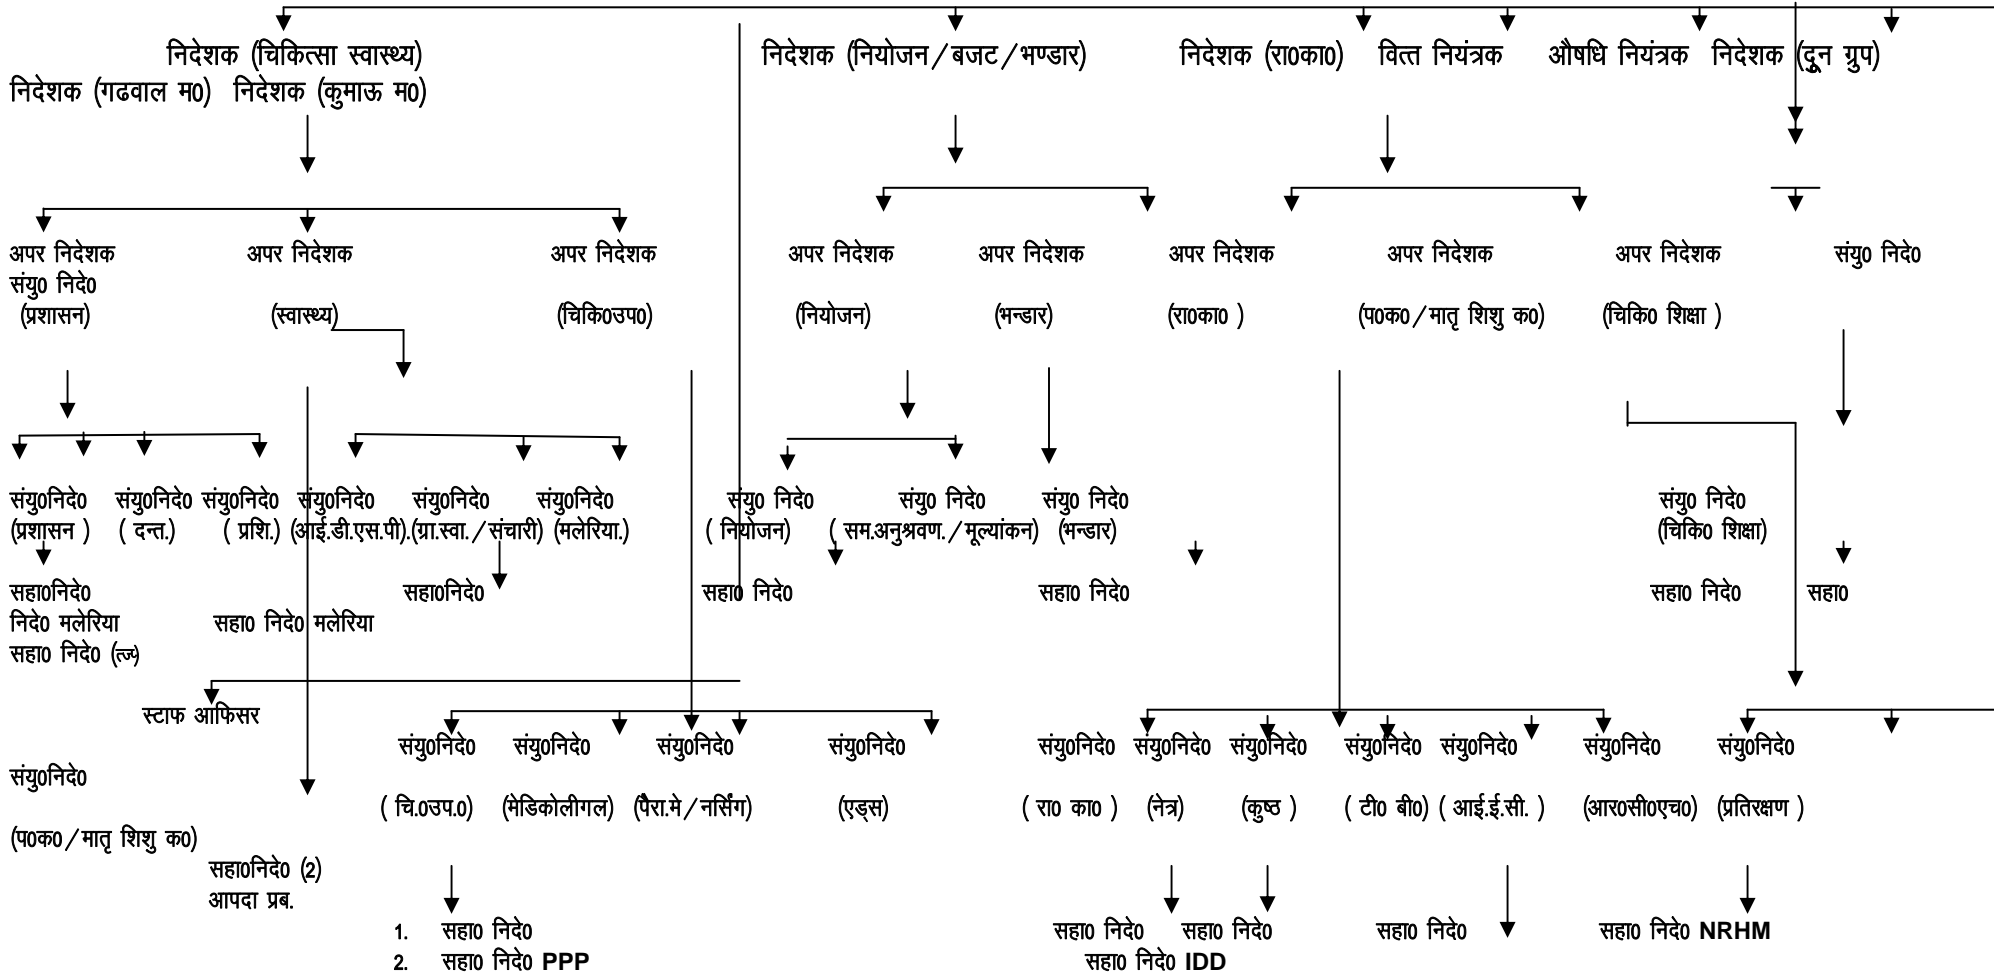 निदेशक (चिकित्सा स्वास्थ्य) निदेशक (नियोजन/बजट/भण्डार) निदेशक (रा0का0) वित्त नियंत्रक औषधि नियंत्रक निदेशक (दून ग्रुप)
निदेशक (गढवाल म0) निदेशक (कुमाऊ म0)
अपर निदेशक अपर निदेशक अपर निदेशक अपर निदेशक अपर निदेशक अपर निदेशक अपर निदेशक अपर निदेशक संयु0 निदे0
संयु0 निदे0
(प्रशासन) (स्वास्थ्य) (चिकि0उप0) (नियोजन) (भन्डार) (रा0का0 ) (प0क0/मातृ शिशु क0) (चिकि0 शिक्षा )
संयु0निदे0 संयु0निदे0 संयु0निदे0 संयु0निदे0 संयु0निदे0 संयु0निदे0 संयु0 निदे0 संयु0 निदे0 संयु0 निदे0 संयु0 निदे0
(प्रशासन ) ( दन्त.) ( प्रशि.) (आई.डी.एस.पी).(ग्रा.स्वा./संचारी) (मलेरिया.) ( नियोजन) ( सम.अनुश्रवण./मूल्यांकन) (भन्डार) (चिकि0 शिक्षा)
सहा0निदे0 सहा0निदे0 सहा0 निदे0 सहा0 निदे0 सहा0 निदे0 सहा0
निदे0 मलेरिया सहा0 निदे0 मलेरिया
सहा0 निदे0
स्टाफ आफिसर
संयु0निदे0 संयु0निदे0 संयु0निदे0 संयु0निदे0 संयु0निदे0 संयु0निदे0 संयु0निदे0 संयु0निदे0 संयु0निदे0 संयु0निदे0 संयु0निदे0
संयु0निदे0
( चि.0उप.0) (मेडिकोलीगल) (पैरा.मे/नर्सिंग) (एड्स) ( रा0 का0 ) (नेत्र) (कुष्ठ ) ( टी0 बी0) ( आई.ई.सी. ) (आर0सी0एच0) (प्रतिरक्षण )
(प0क0/मातृ शिशु क0)
सहा0निदे0 (2)
आपदा प्रब.
1. सहा0 निदे0 सहा0 निदे0 सहा0 निदे0 सहा0 निदे0 सहा0 निदे0 NRHM
2. सहा0 निदे0 PPP सहा0 निदे0 IDD